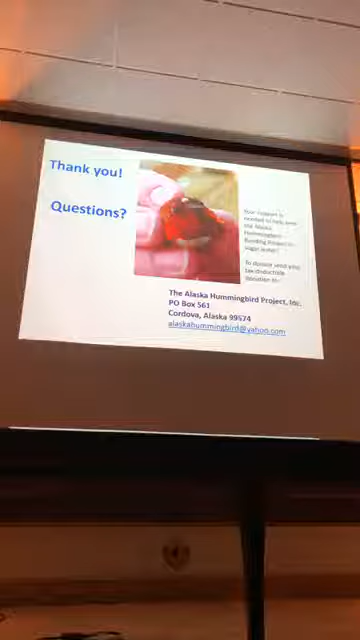 Thank you!
Questions?
Your support is
needed to help keep
the Alaska
Hummingbird
Banding Project in
sugar water!
To donate send your
tax deductible
donation to:
The Alaska Hummingbird Project, Inc.
PO Box 561
Cordova, Alaska 99574
alaskahummingbird@yahoo.com